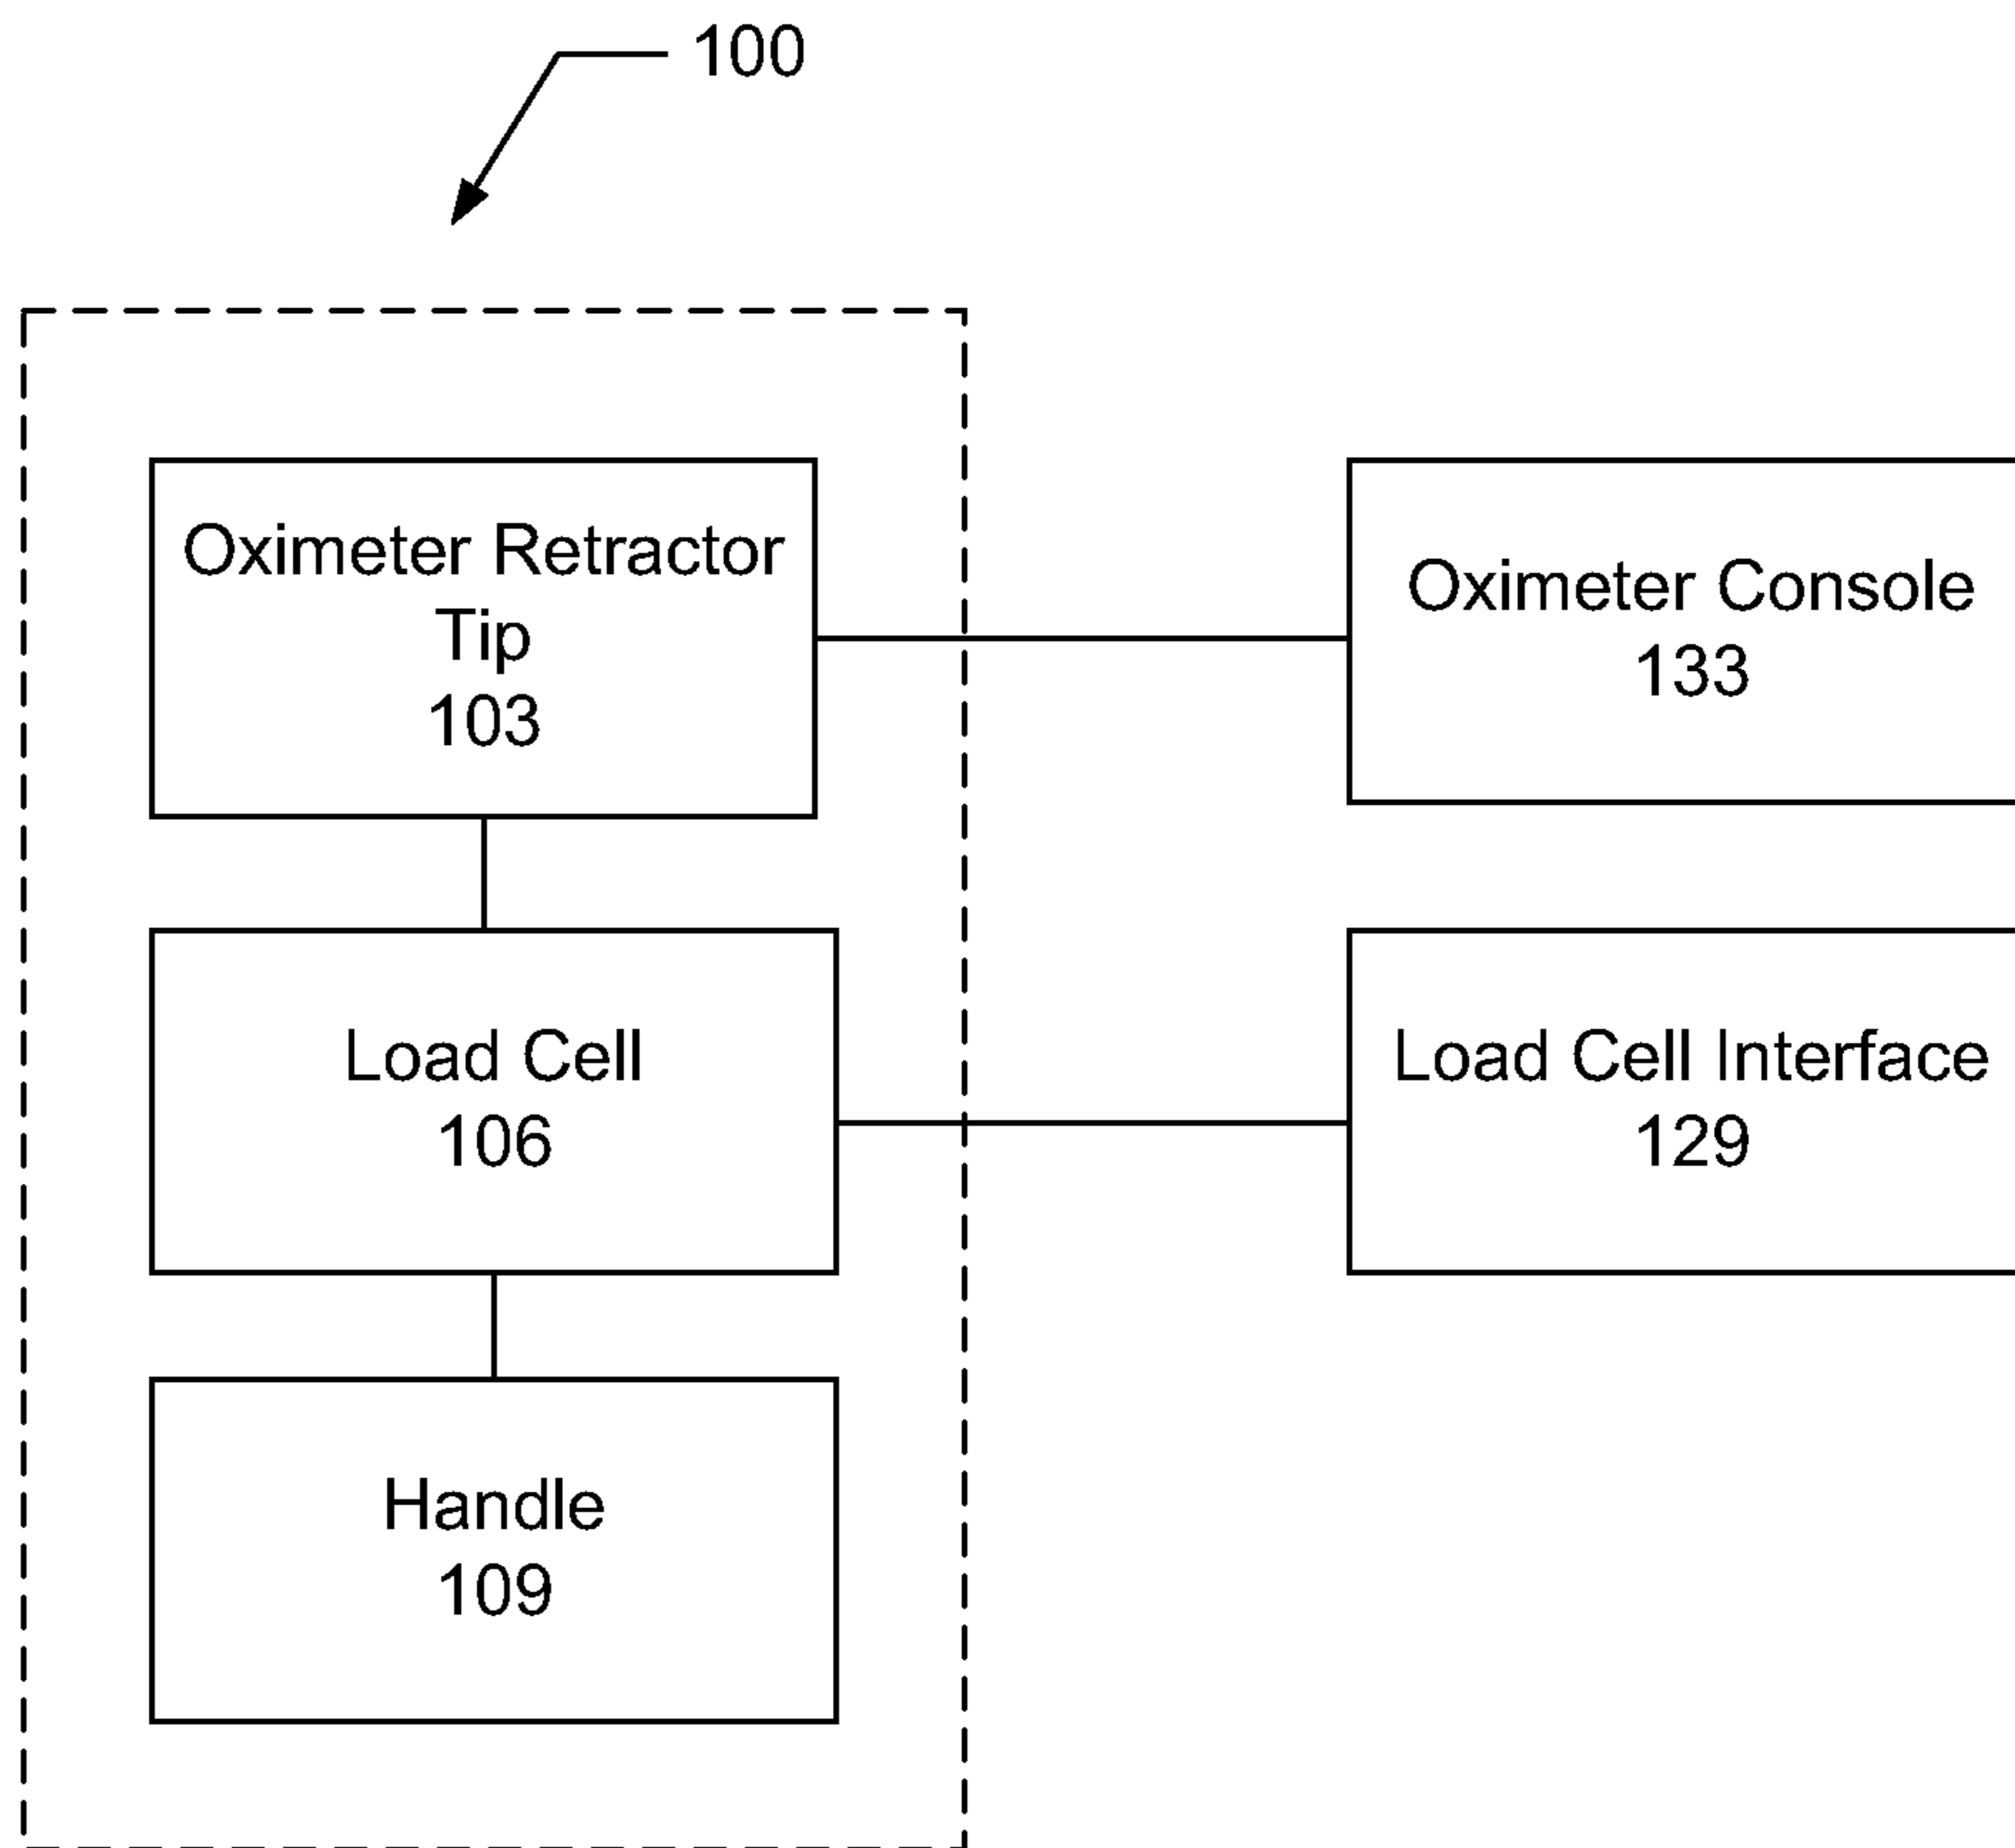 100
Oximeter Retractor
Tip
103
Oximeter Console
133
Load Cell
106
Load Cell Interface
129
Handle
109